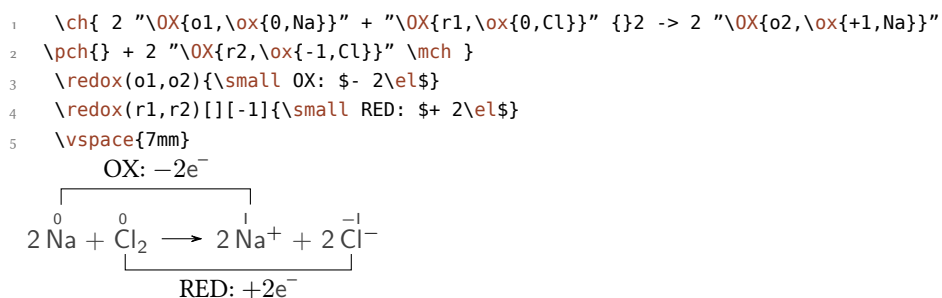 1 \ch{ 2 "\OX{o1,\ox{0,Na}}" + "\OX{r1,\ox{0,Cl}}" {}2 -> 2 "\OX{o2,\ox{+1,Na}}"
2 \pch{} + 2 "\OX{r2,\ox{-1,Cl}}" \mch }
3 \redox(o1,o2){\small OX: $- 2\el$}
4 \redox(r1,r2)[][-1]{\small RED: $+ 2\el$}
5 \vspace{7mm}
OX: −2e⁻
0 0 I −I
2 Na + Cl₂ ⟶ 2 Na⁺ + 2 Cl⁻
RED: +2e⁻